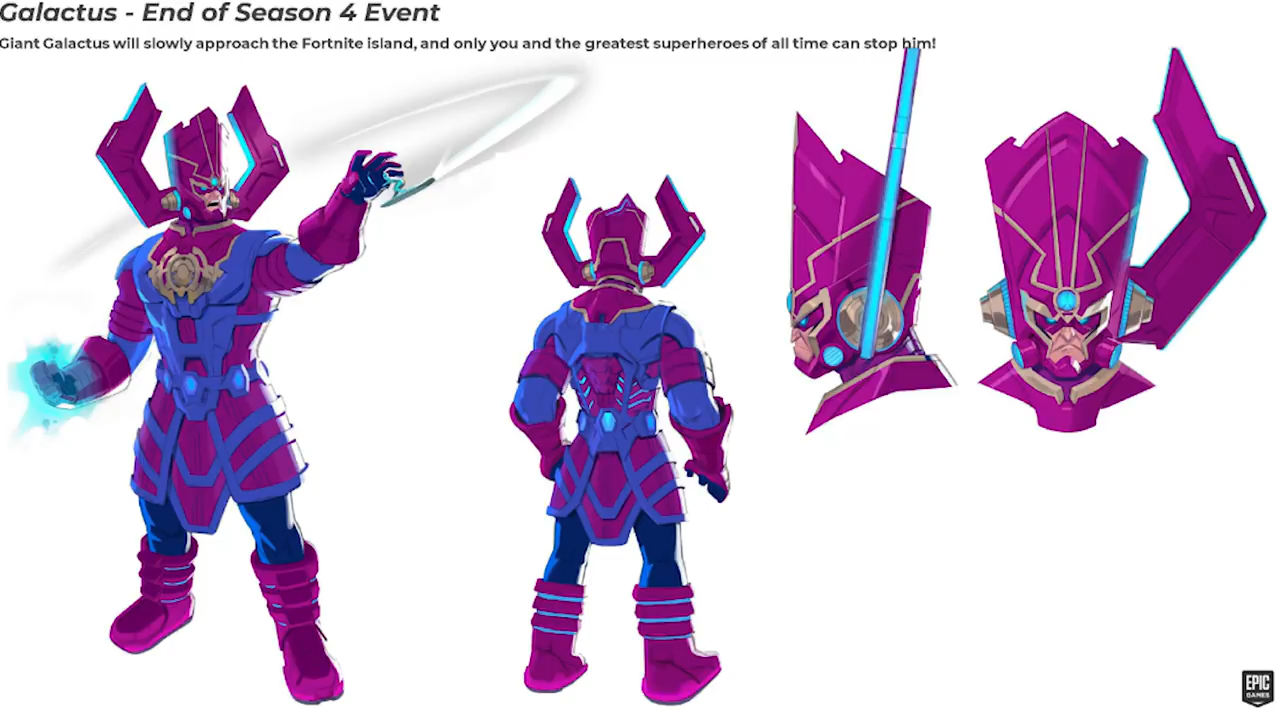 Galactus - End of Season 4 Event
Giant Galactus will slowly approach the Fortnite island, and only you and the greatest superheroes of all time can stop him!
EPIC
GAMES